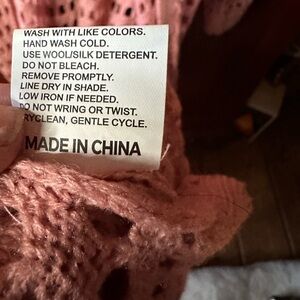 WASH WITH LIKE COLORS.
HAND WASH COLD.
USE WOOL/SILK DETERGENT.
DO NOT BLEACH.
REMOVE PROMPTLY.
LINE DRY IN SHADE.
LOW IRON IF NEEDED.
DO NOT WRING OR TWIST.
RYCLEAN, GENTLE CYCLE.
MADE IN CHINA